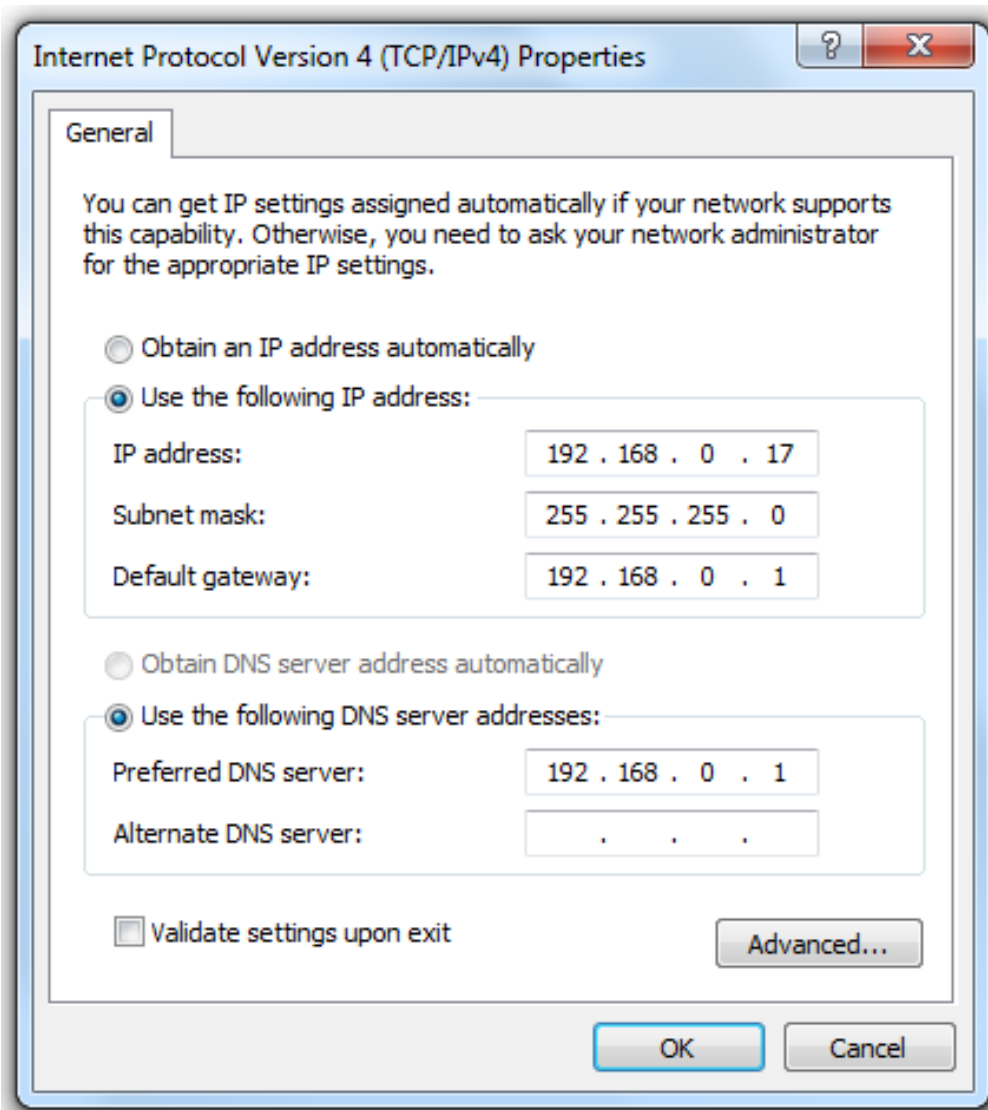 Internet Protocol Version 4 (TCP/IPv4) Properties
General
You can get IP settings assigned automatically if your network supports
this capability. Otherwise, you need to ask your network administrator
for the appropriate IP settings.
Obtain an IP address automatically
Use the following IP address:
IP address: 192 . 168 . 0 . 17
Subnet mask: 255 . 255 . 255 . 0
Default gateway: 192 . 168 . 0 . 1
Obtain DNS server address automatically
Use the following DNS server addresses:
Preferred DNS server: 192 . 168 . 0 . 1
Alternate DNS server: . . .
Validate settings upon exit
Advanced...
OK Cancel